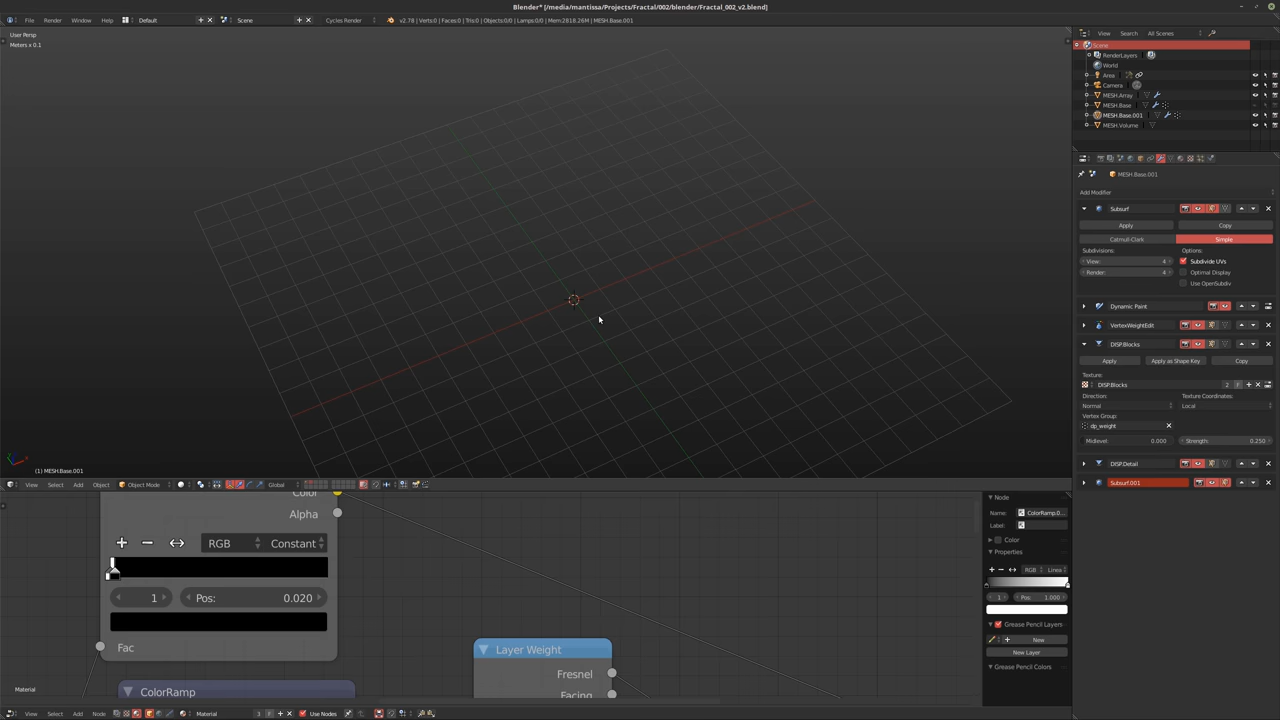 Blender* [/media/mantissa/Projects/Fractal/002/blender/Fractal_002_v2.blend]
File Render Window Help Default Scene Cycles Render v2.78 | Verts:0 | Faces:0 | Tris:0 | Objects:0/0 | Lamps:0/0 | Mem:2818.26M | MESH.Base.001
User Persp
Meters x 0.1
(1) MESH.Base.001
View Select Add Object Object Mode Global
View Search All Scenes
Scene
RenderLayers
World
Area
Camera
MESH.Array
MESH.Base
MESH.Base.001
MESH.Volume
MESH.Base.001
Add Modifier
Subsurf
Apply Copy
Catmull-Clark Simple
Subdivisions: Options:
View: 4 Subdivide UVs
Render: 4 Optimal Display
Use OpenSubdiv
Dynamic Paint
VertexWeightEdit
DISP.Blocks
Apply Apply as Shape Key Copy
Texture:
DISP.Blocks 2 F
Direction: Texture Coordinates:
Normal Local
Vertex Group:
dp_weight
Midlevel: 0.000 Strength: 0.250
DISP.Detail
Subsurf.001
Color
Alpha
RGB Constant
1 Pos: 0.020
Fac
ColorRamp
Layer Weight
Fresnel
Facing
Material
Node
Name: ColorRamp.0...
Label:
Color
Properties
RGB Linea
1 Pos: 1.000
Grease Pencil Layers
New
New Layer
Grease Pencil Colors
View Select Add Node Material 3 F Use Nodes